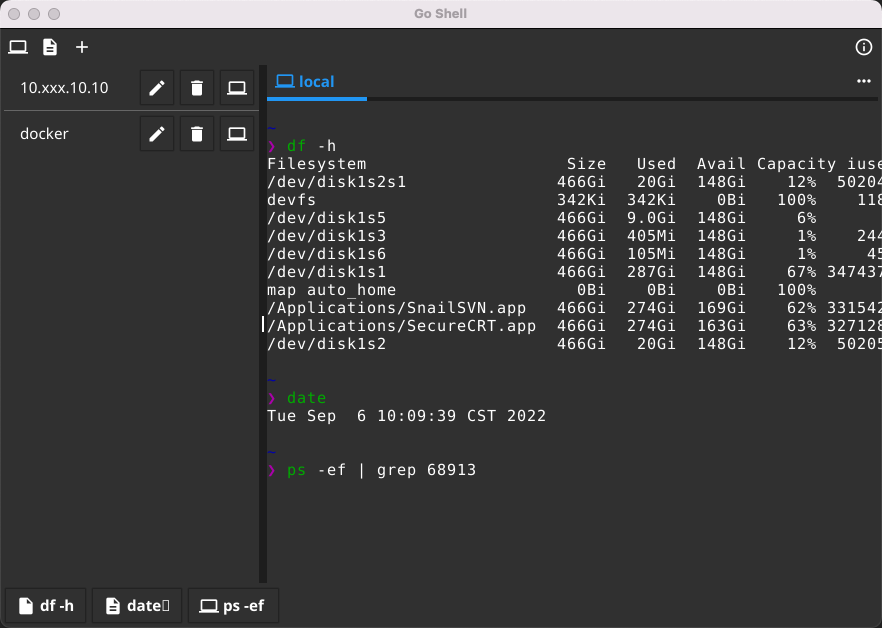 Go Shell
10.xxx.10.10
docker
local
~
❯ df -h
Filesystem Size Used Avail Capacity iuse
/dev/disk1s2s1 466Gi 20Gi 148Gi 12% 50204
devfs 342Ki 342Ki 0Bi 100% 118
/dev/disk1s5 466Gi 9.0Gi 148Gi 6%
/dev/disk1s3 466Gi 405Mi 148Gi 1% 244
/dev/disk1s6 466Gi 105Mi 148Gi 1% 45
/dev/disk1s1 466Gi 287Gi 148Gi 67% 347437
map auto_home 0Bi 0Bi 0Bi 100%
/Applications/SnailSVN.app 466Gi 274Gi 169Gi 62% 331542
/Applications/SecureCRT.app 466Gi 274Gi 163Gi 63% 327128
/dev/disk1s2 466Gi 20Gi 148Gi 12% 50205
~
❯ date
Tue Sep  6 10:09:39 CST 2022
~
❯ ps -ef | grep 68913
df -h
date
ps -ef